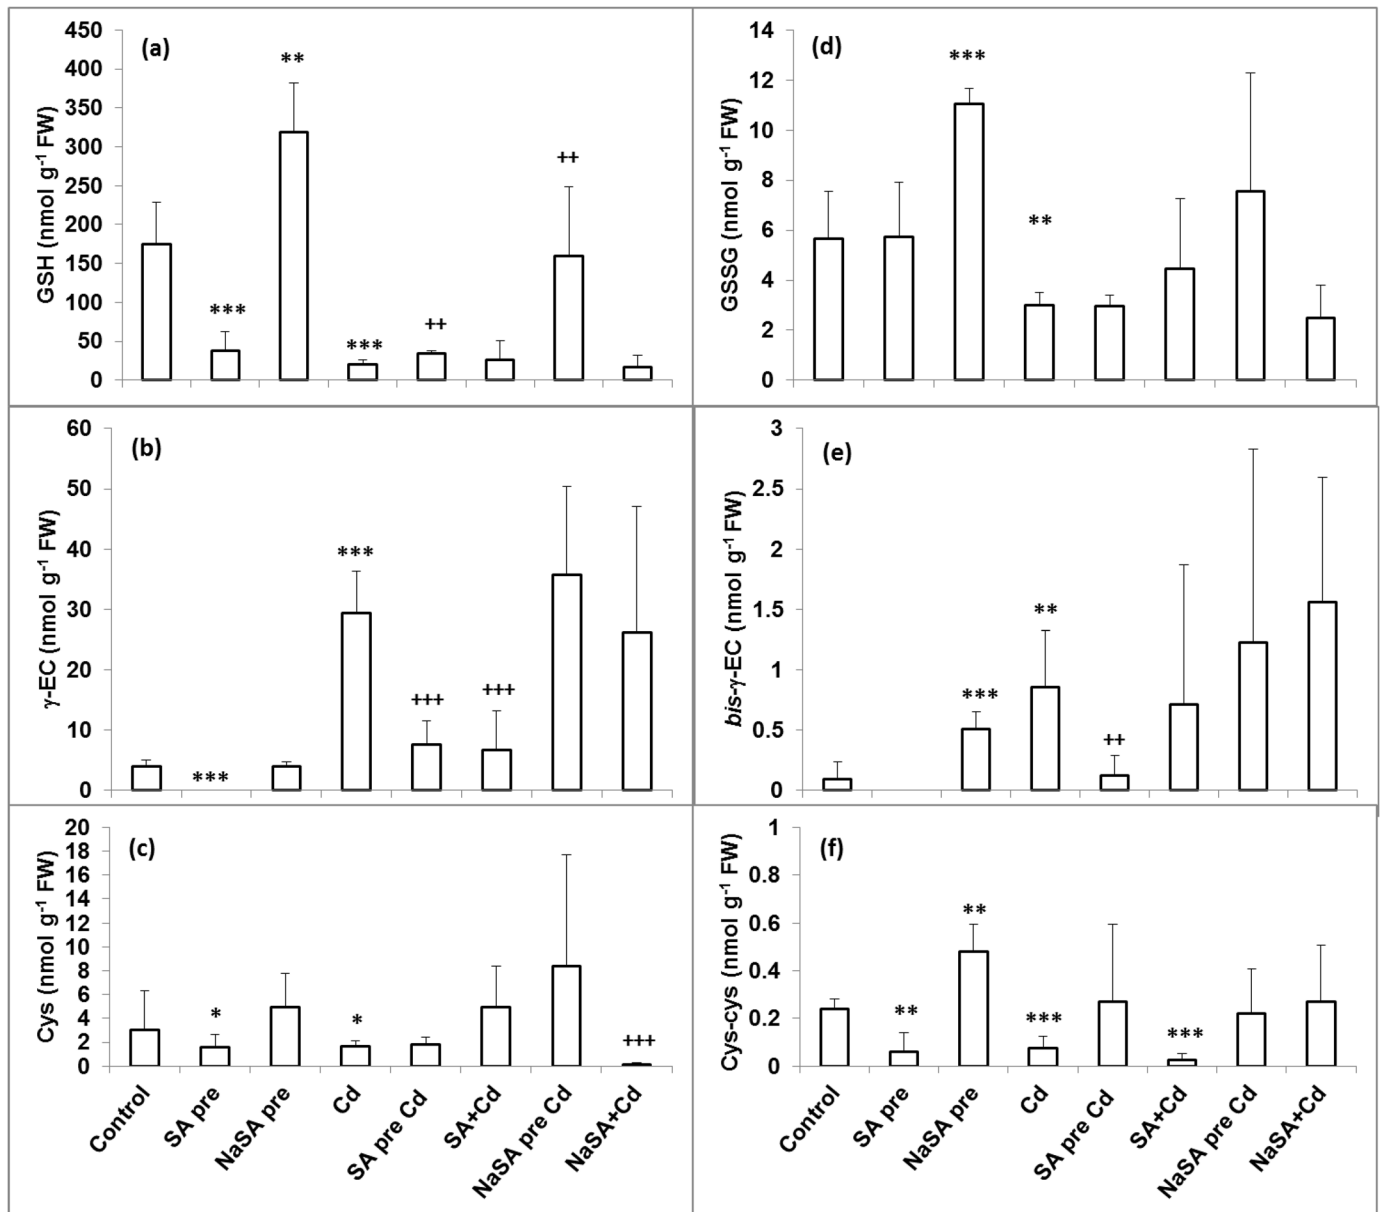 (a)
GSH (nmol g-1 FW)
450
400
350
300
250
200
150
100
50
0
***
**
***
++
++
(d)
GSSG (nmol g-1 FW)
14
12
10
8
6
4
2
0
***
**
(b)
γ-EC (nmol g-1 FW)
60
50
40
30
20
10
0
***
***
+++
+++
(e)
bis-γ-EC (nmol g-1 FW)
3
2.5
2
1.5
1
0.5
0
***
**
++
(c)
Cys (nmol g-1 FW)
20
18
16
14
12
10
8
6
4
2
0
*
*
+++
Control
SA pre
NaSA pre
Cd
SA pre Cd
SA+Cd
NaSA pre Cd
NaSA+Cd
(f)
Cys-cys (nmol g-1 FW)
1
0.8
0.6
0.4
0.2
0
**
**
***
***
Control
SA pre
NaSA pre
Cd
SA pre Cd
SA+Cd
NaSA pre Cd
NaSA+Cd